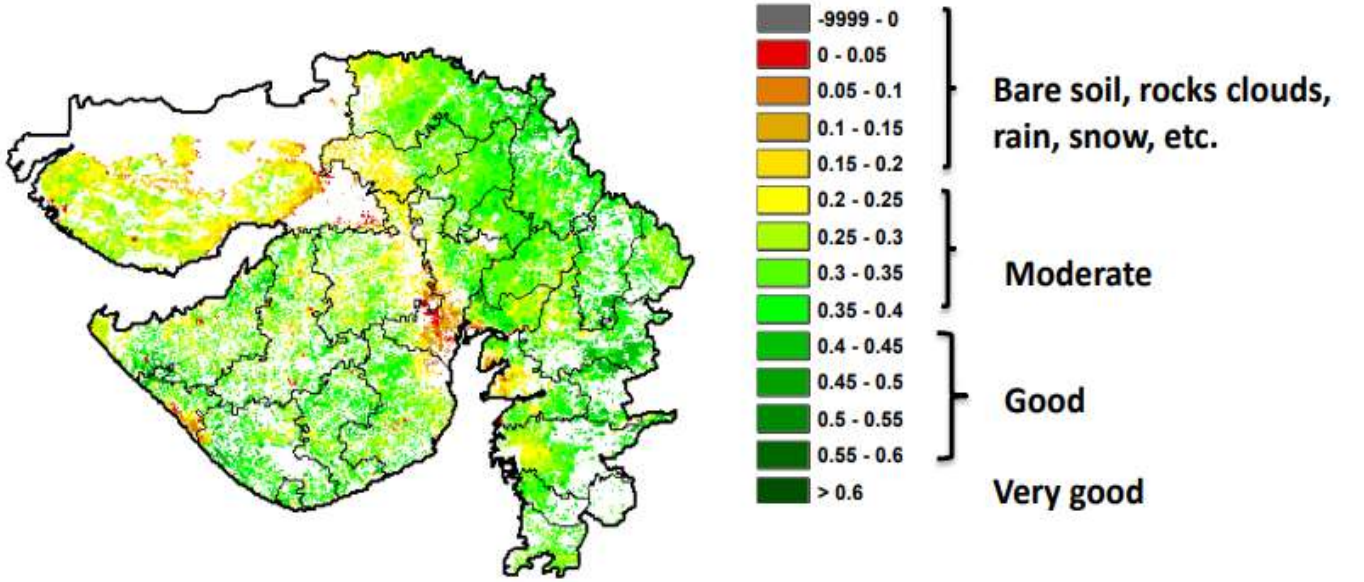 -9999 - 0
0 - 0.05
0.05 - 0.1
0.1 - 0.15
0.15 - 0.2
Bare soil, rocks clouds,
rain, snow, etc.
0.2 - 0.25
0.25 - 0.3
0.3 - 0.35
0.35 - 0.4
Moderate
0.4 - 0.45
0.45 - 0.5
0.5 - 0.55
0.55 - 0.6
Good
> 0.6
Very good